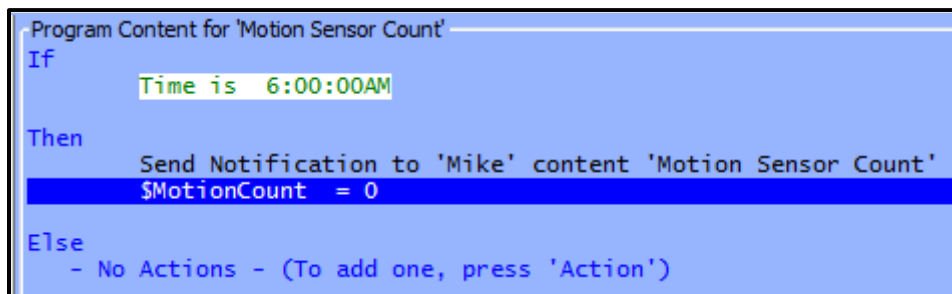 Program Content for 'Motion Sensor Count'
If
Time is  6:00:00AM
Then
Send Notification to 'Mike' content 'Motion Sensor Count'
$MotionCount  = 0
Else
- No Actions - (To add one, press 'Action')